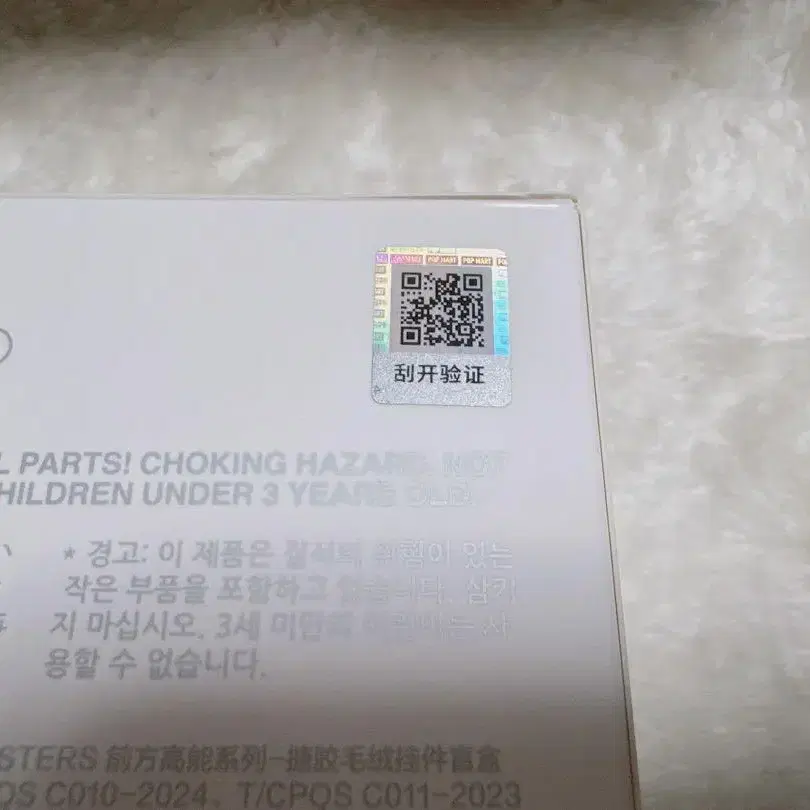 POP MART POP MART
刮开验证
L PARTS! CHOKING HAZARD. NOT
HILDREN UNDER 3 YEARS OLD.
* 경고: 이 제품은 질식의 위험이 있는
작은 부품을 포함하고 있습니다. 삼키
지 마십시오. 3세 미만의 어린이는 사
용할 수 없습니다.
STERS 前方高能系列-搪胶毛绒挂件盲盒
QS C010-2024、T/CPQS C011-2023